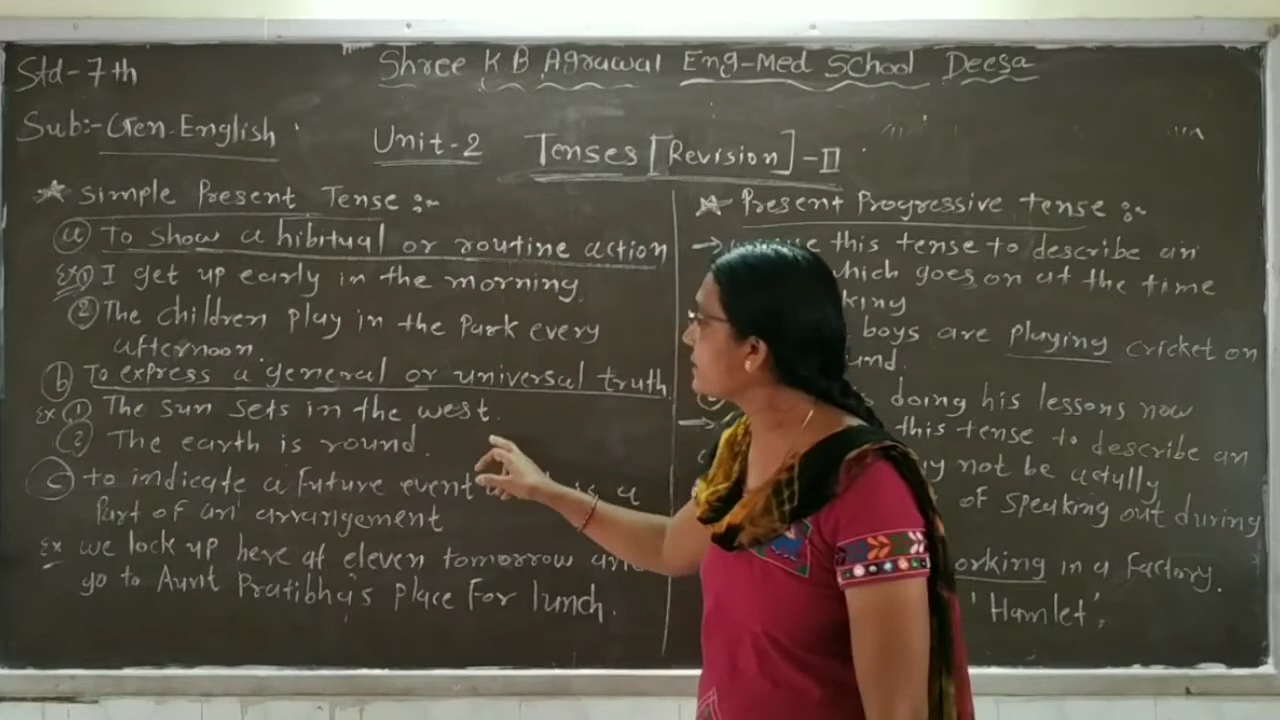 Std-7th
Shree K B Agrawal Eng-Med School Deesa
Sub:- Gen. English
Unit-2 Tenses [Revision]-II
★ Simple Present Tense :~
(a) To show a hibitual or routine action
Ex (1) I get up early in the morning.
(2) The children play in the Park every
afternoon.
(b) To express a general or universal truth
Ex (1) The sun sets in the west.
(2) The earth is round.
(c) to indicate a future event is a
Part of an arrangement
Ex we lock up here at eleven tomorrow
go to Aunt Pratibha's place For lunch.
★ Present Progressive tense :~
→ this tense to describe an
which goes on at the time
boys are playing cricket on
doing his lessons now
→ this tense to describe an
not be actully
of speaking out during
in a factory.
'Hamlet'.